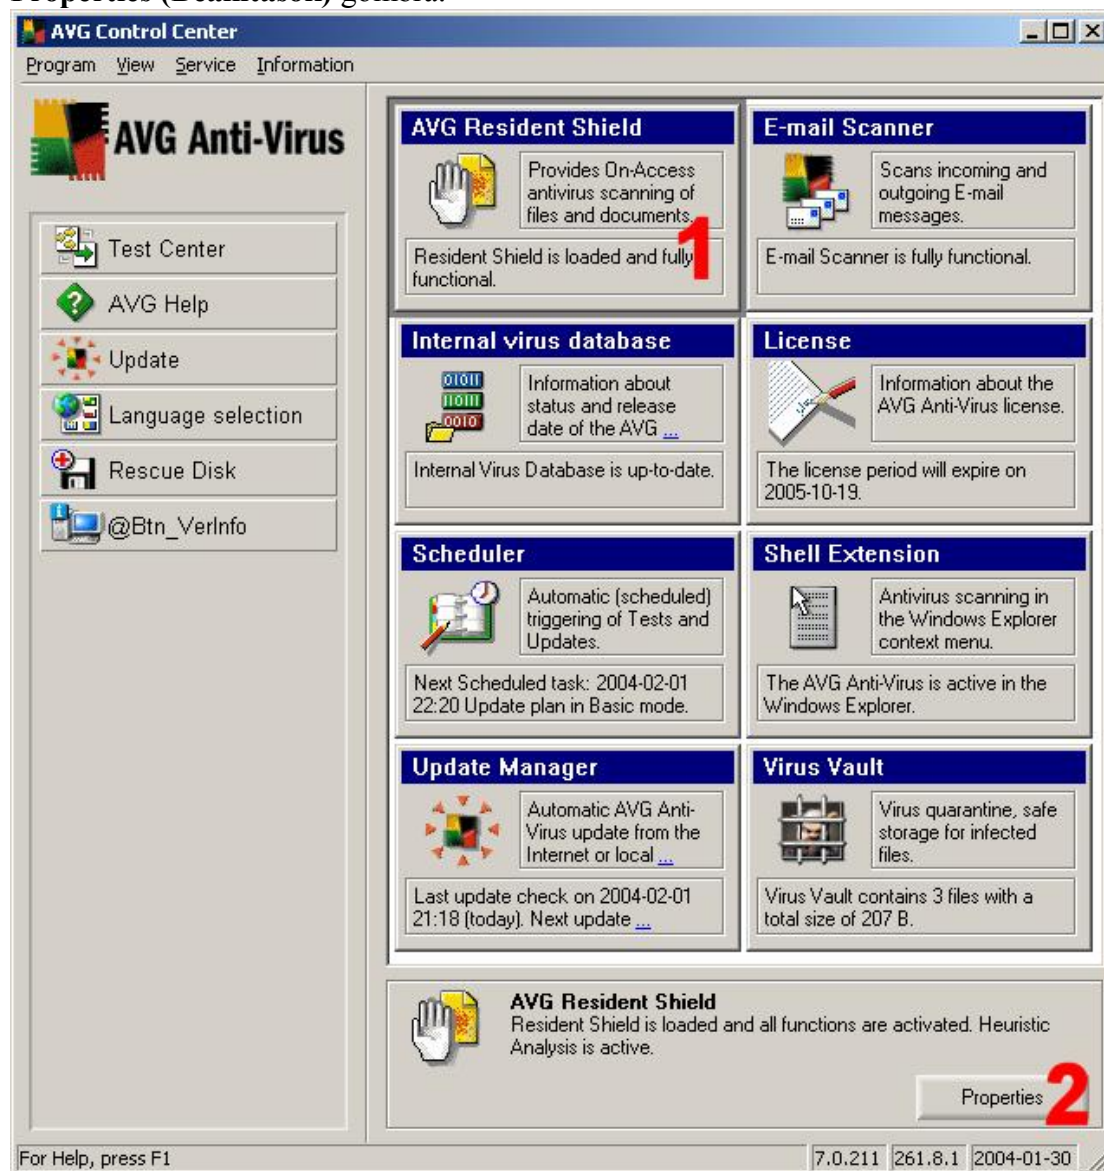 Properties (Beállítások) gombra.
AVG Control Center
Program View Service Information
AVG Anti-Virus
Test Center
AVG Help
Update
Language selection
Rescue Disk
@Btn_VerInfo
AVG Resident Shield
Provides On-Access
antivirus scanning of
files and documents.
1
Resident Shield is loaded and fully
functional.
E-mail Scanner
Scans incoming and
outgoing E-mail
messages.
E-mail Scanner is fully functional.
Internal virus database
01011
11011
0010
Information about
status and release
date of the AVG ...
Internal Virus Database is up-to-date.
License
Information about the
AVG Anti-Virus license.
The license period will expire on
2005-10-19.
Scheduler
Automatic (scheduled)
triggering of Tests and
Updates.
Next Scheduled task: 2004-02-01
22:20 Update plan in Basic mode.
Shell Extension
Antivirus scanning in
the Windows Explorer
context menu.
The AVG Anti-Virus is active in the
Windows Explorer.
Update Manager
Automatic AVG Anti-
Virus update from the
Internet or local ...
Last update check on 2004-02-01
21:18 (today). Next update ...
Virus Vault
Virus quarantine, safe
storage for infected
files.
Virus Vault contains 3 files with a
total size of 207 B.
AVG Resident Shield
Resident Shield is loaded and all functions are activated. Heuristic
Analysis is active.
Properties 2
For Help, press F1
7.0.211 261.8.1 2004-01-30